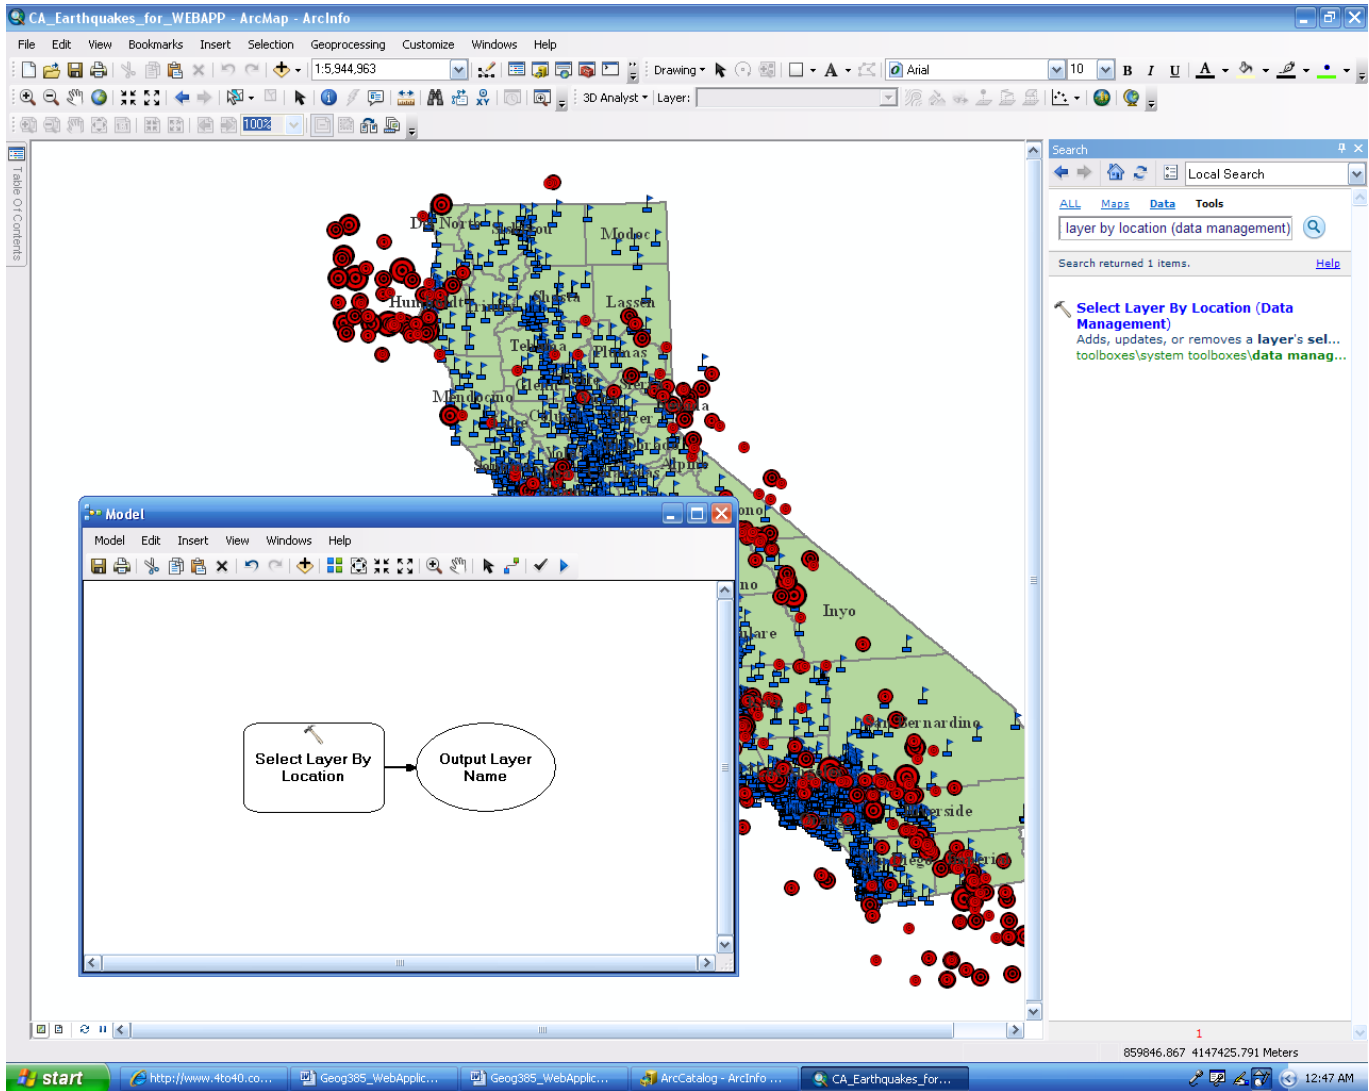 CA_Earthquakes_for_WEBAPP - ArcMap - ArcInfo
File Edit View Bookmarks Insert Selection Geoprocessing Customize Windows Help
1:5,944,963 Drawing A Arial 10 B I U A
3D Analyst Layer:
100%
Table Of Contents
Search
Local Search
ALL Maps Data Tools
layer by location (data management)
Search returned 1 items. Help
Select Layer By Location (Data
Management)
Adds, updates, or removes a layer's sel...
toolboxes\system toolboxes\data manag...
Modoc
Humboldt
Shasta
Lassen
Tehama
Plumas
Mendocino
Inyo
Model
Model Edit Insert View Windows Help
Select Layer By
Location
Output Layer
Name
1
859846.867 4147425.791 Meters
start
http://www.4to40.co...
Geog385_WebApplic...
Geog385_WebApplic...
ArcCatalog - ArcInfo ...
CA_Earthquakes_for...
12:47 AM